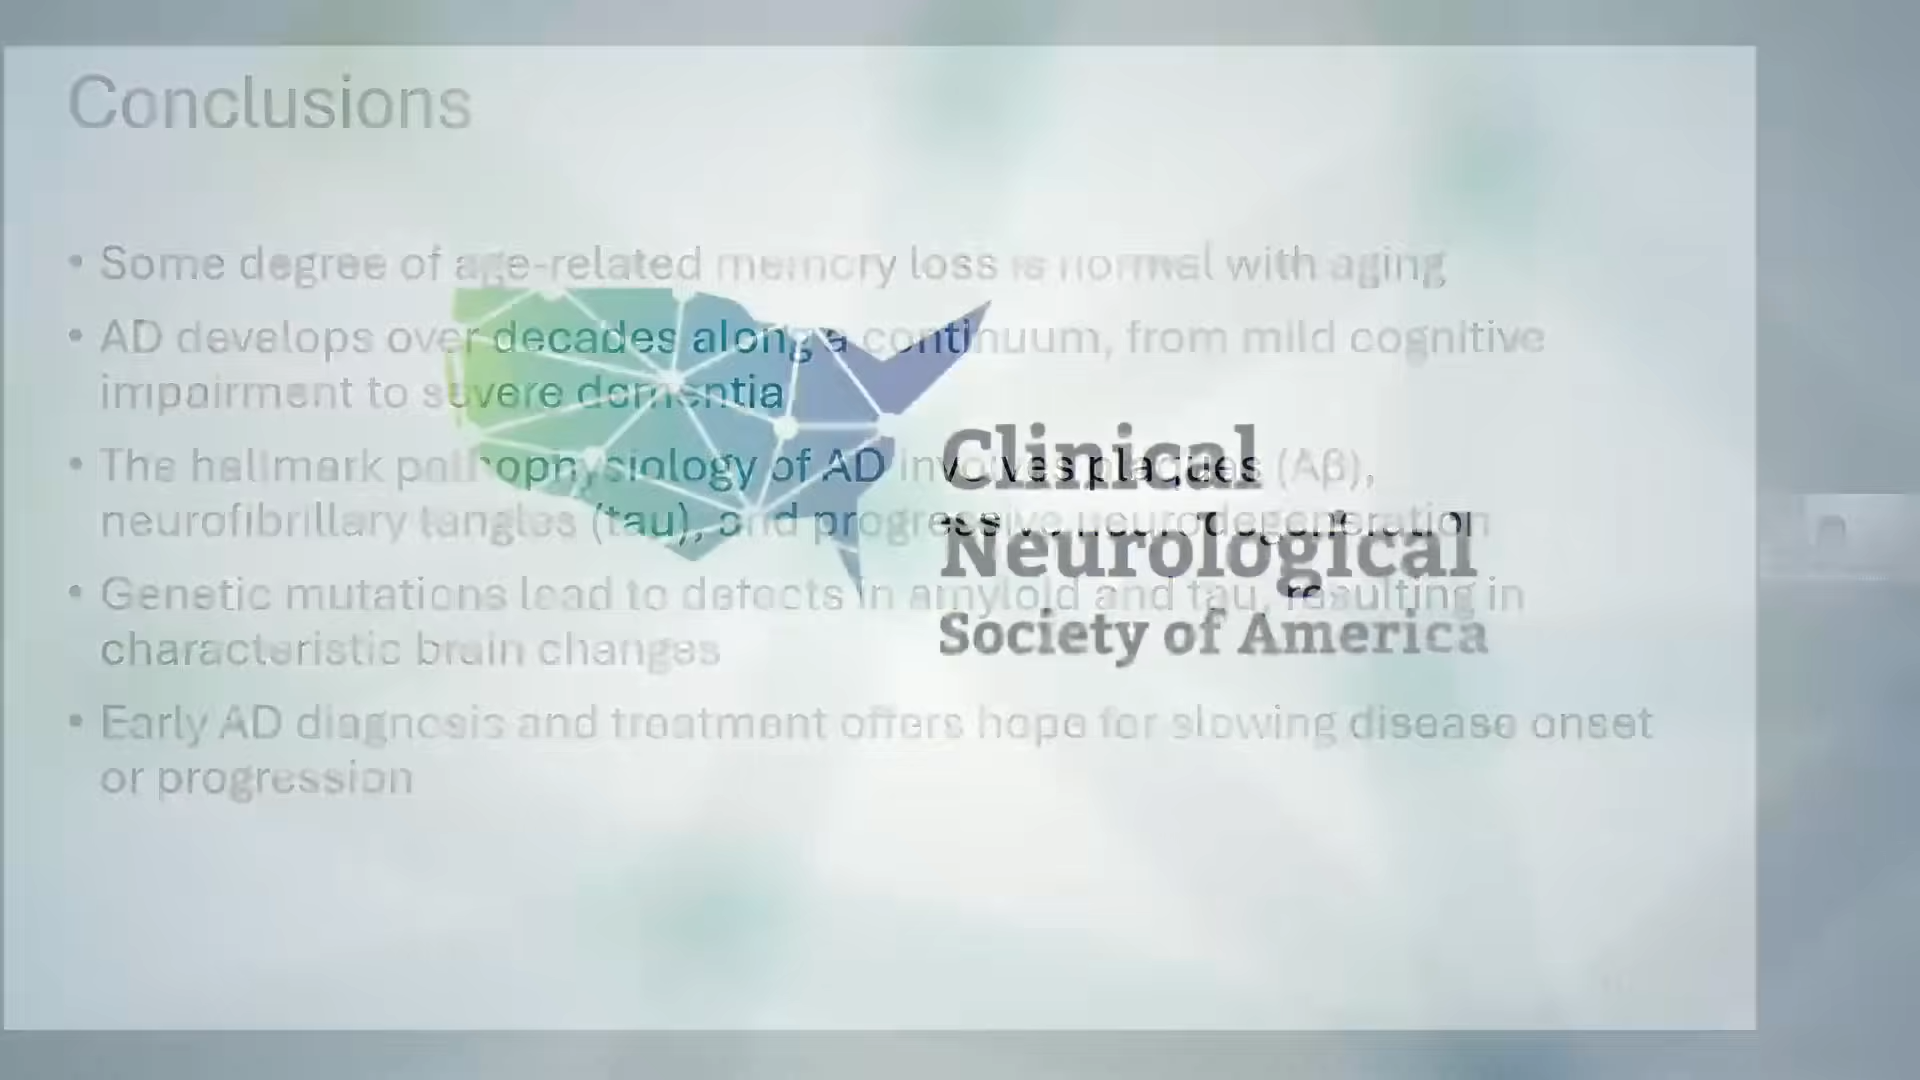 Conclusions
• Some degree of age-related memory loss is normal with aging
• AD develops over decades along a continuum, from mild cognitive
impairment to severe dementia
• The hallmark pathophysiology of AD involves plaques (Aβ),
neurofibrillary tangles (tau), and progressive neurodegeneration
• Genetic mutations lead to defects in amyloid and tau, resulting in
characteristic brain changes
• Early AD diagnosis and treatment offers hope for slowing disease onset
or progression
Clinical
Neurological
Society of America